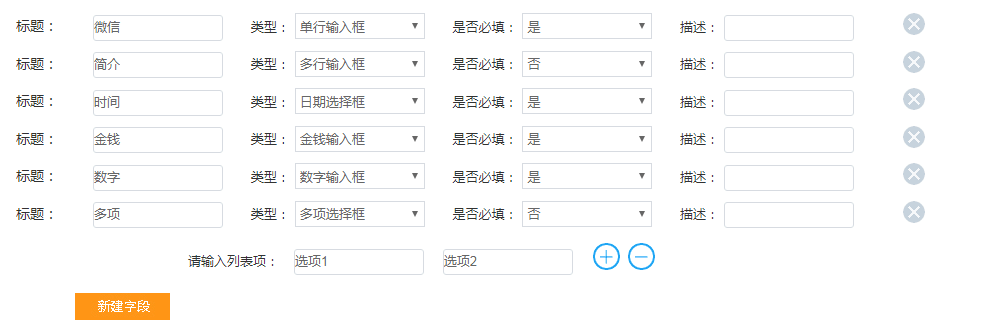 标题： 微信 类型： 单行输入框 是否必填： 是 描述：
标题： 简介 类型： 多行输入框 是否必填： 否 描述：
标题： 时间 类型： 日期选择框 是否必填： 是 描述：
标题： 金钱 类型： 金钱输入框 是否必填： 是 描述：
标题： 数字 类型： 数字输入框 是否必填： 是 描述：
标题： 多项 类型： 多项选择框 是否必填： 否 描述：
请输入列表项： 选项1 选项2
新建字段